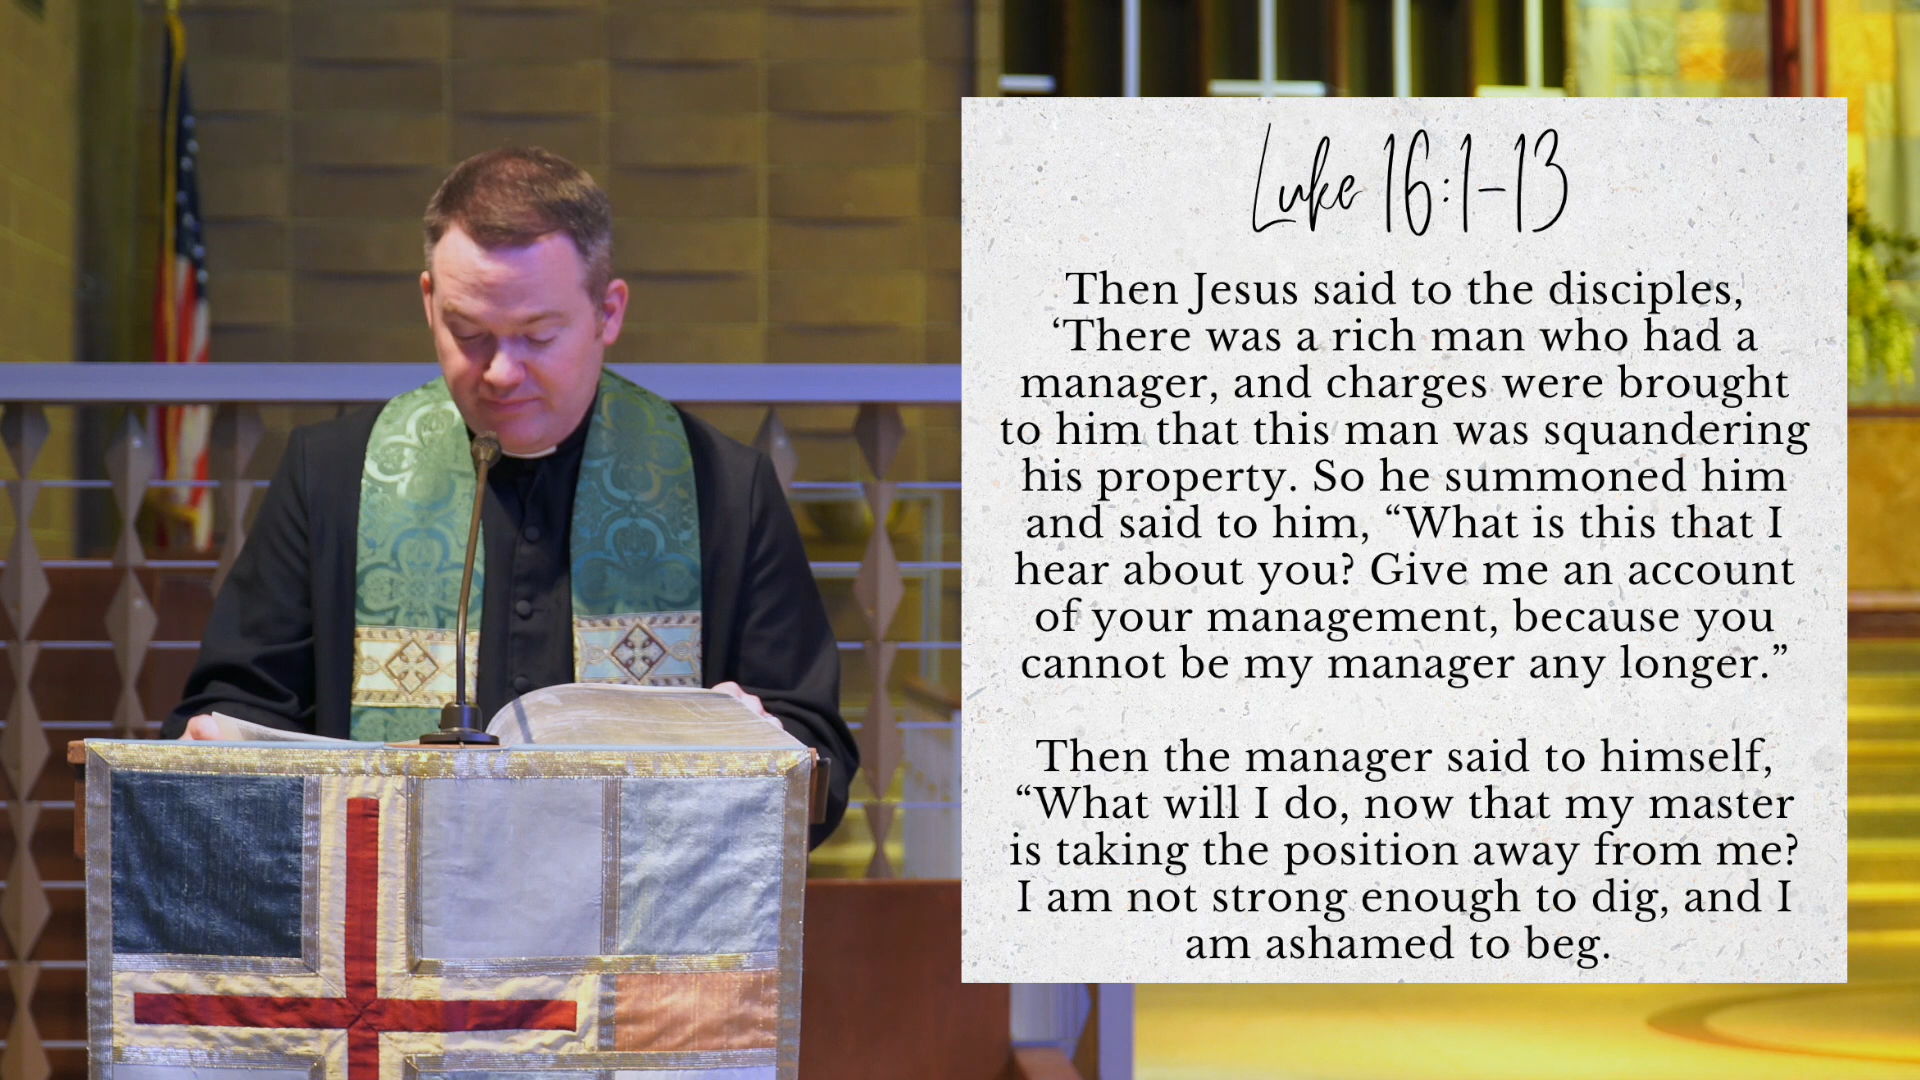 Luke 16:1-13
Then Jesus said to the disciples,
‘There was a rich man who had a
manager, and charges were brought
to him that this man was squandering
his property. So he summoned him
and said to him, “What is this that I
hear about you? Give me an account
of your management, because you
cannot be my manager any longer.”
Then the manager said to himself,
“What will I do, now that my master
is taking the position away from me?
I am not strong enough to dig, and I
am ashamed to beg.